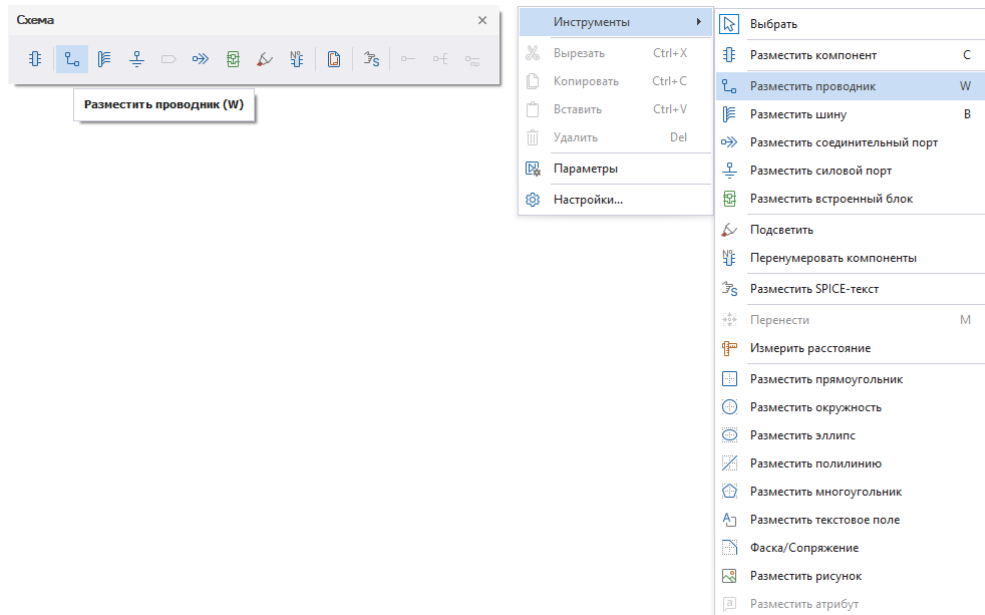 Схема
Разместить проводник (W)
Инструменты
Вырезать Ctrl+X
Копировать Ctrl+C
Вставить Ctrl+V
Удалить Del
Параметры
Настройки...
Выбрать
Разместить компонент C
Разместить проводник W
Разместить шину B
Разместить соединительный порт
Разместить силовой порт
Разместить встроенный блок
Подсветить
Перенумеровать компоненты
Разместить SPICE-текст
Перенести M
Измерить расстояние
Разместить прямоугольник
Разместить окружность
Разместить эллипс
Разместить полилинию
Разместить многоугольник
Разместить текстовое поле
Фаска/Сопряжение
Разместить рисунок
Разместить атрибут